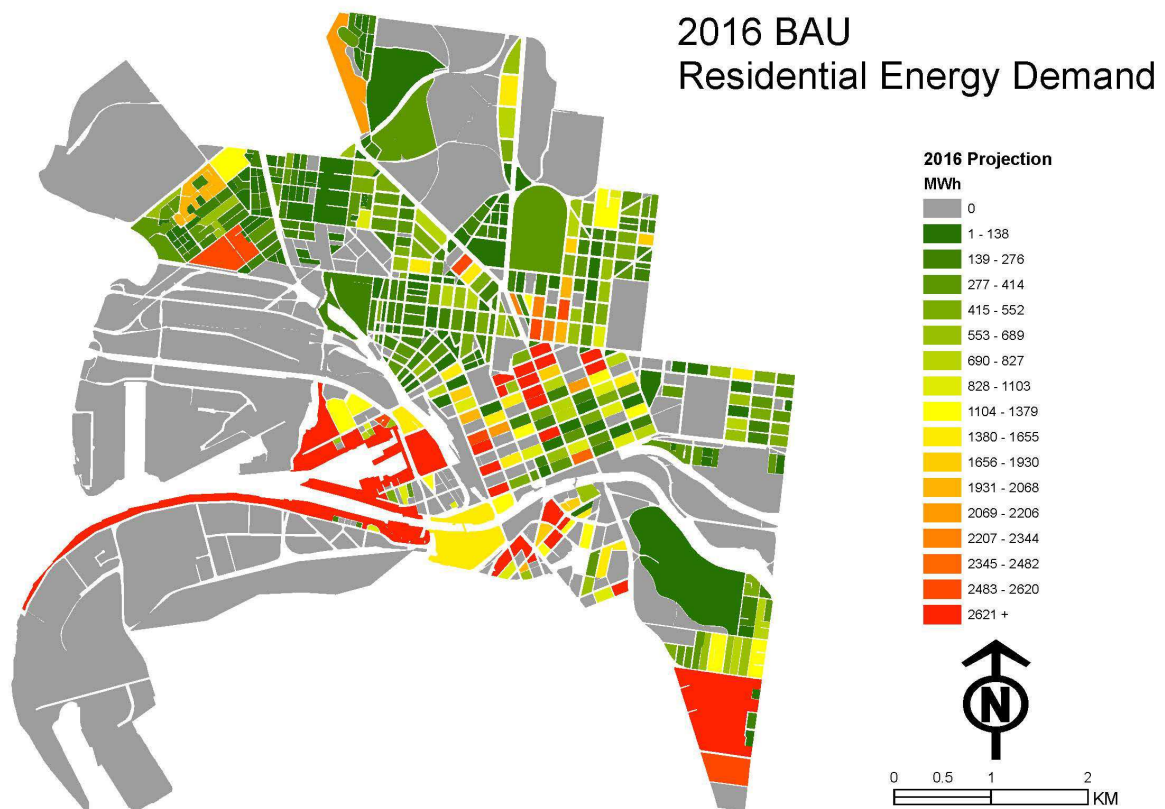 2016 BAU
Residential Energy Demand
2016 Projection
MWh
0
1 - 138
139 - 276
277 - 414
415 - 552
553 - 689
690 - 827
828 - 1103
1104 - 1379
1380 - 1655
1656 - 1930
1931 - 2068
2069 - 2206
2207 - 2344
2345 - 2482
2483 - 2620
2621 +
N
0 0.5 1 2
KM